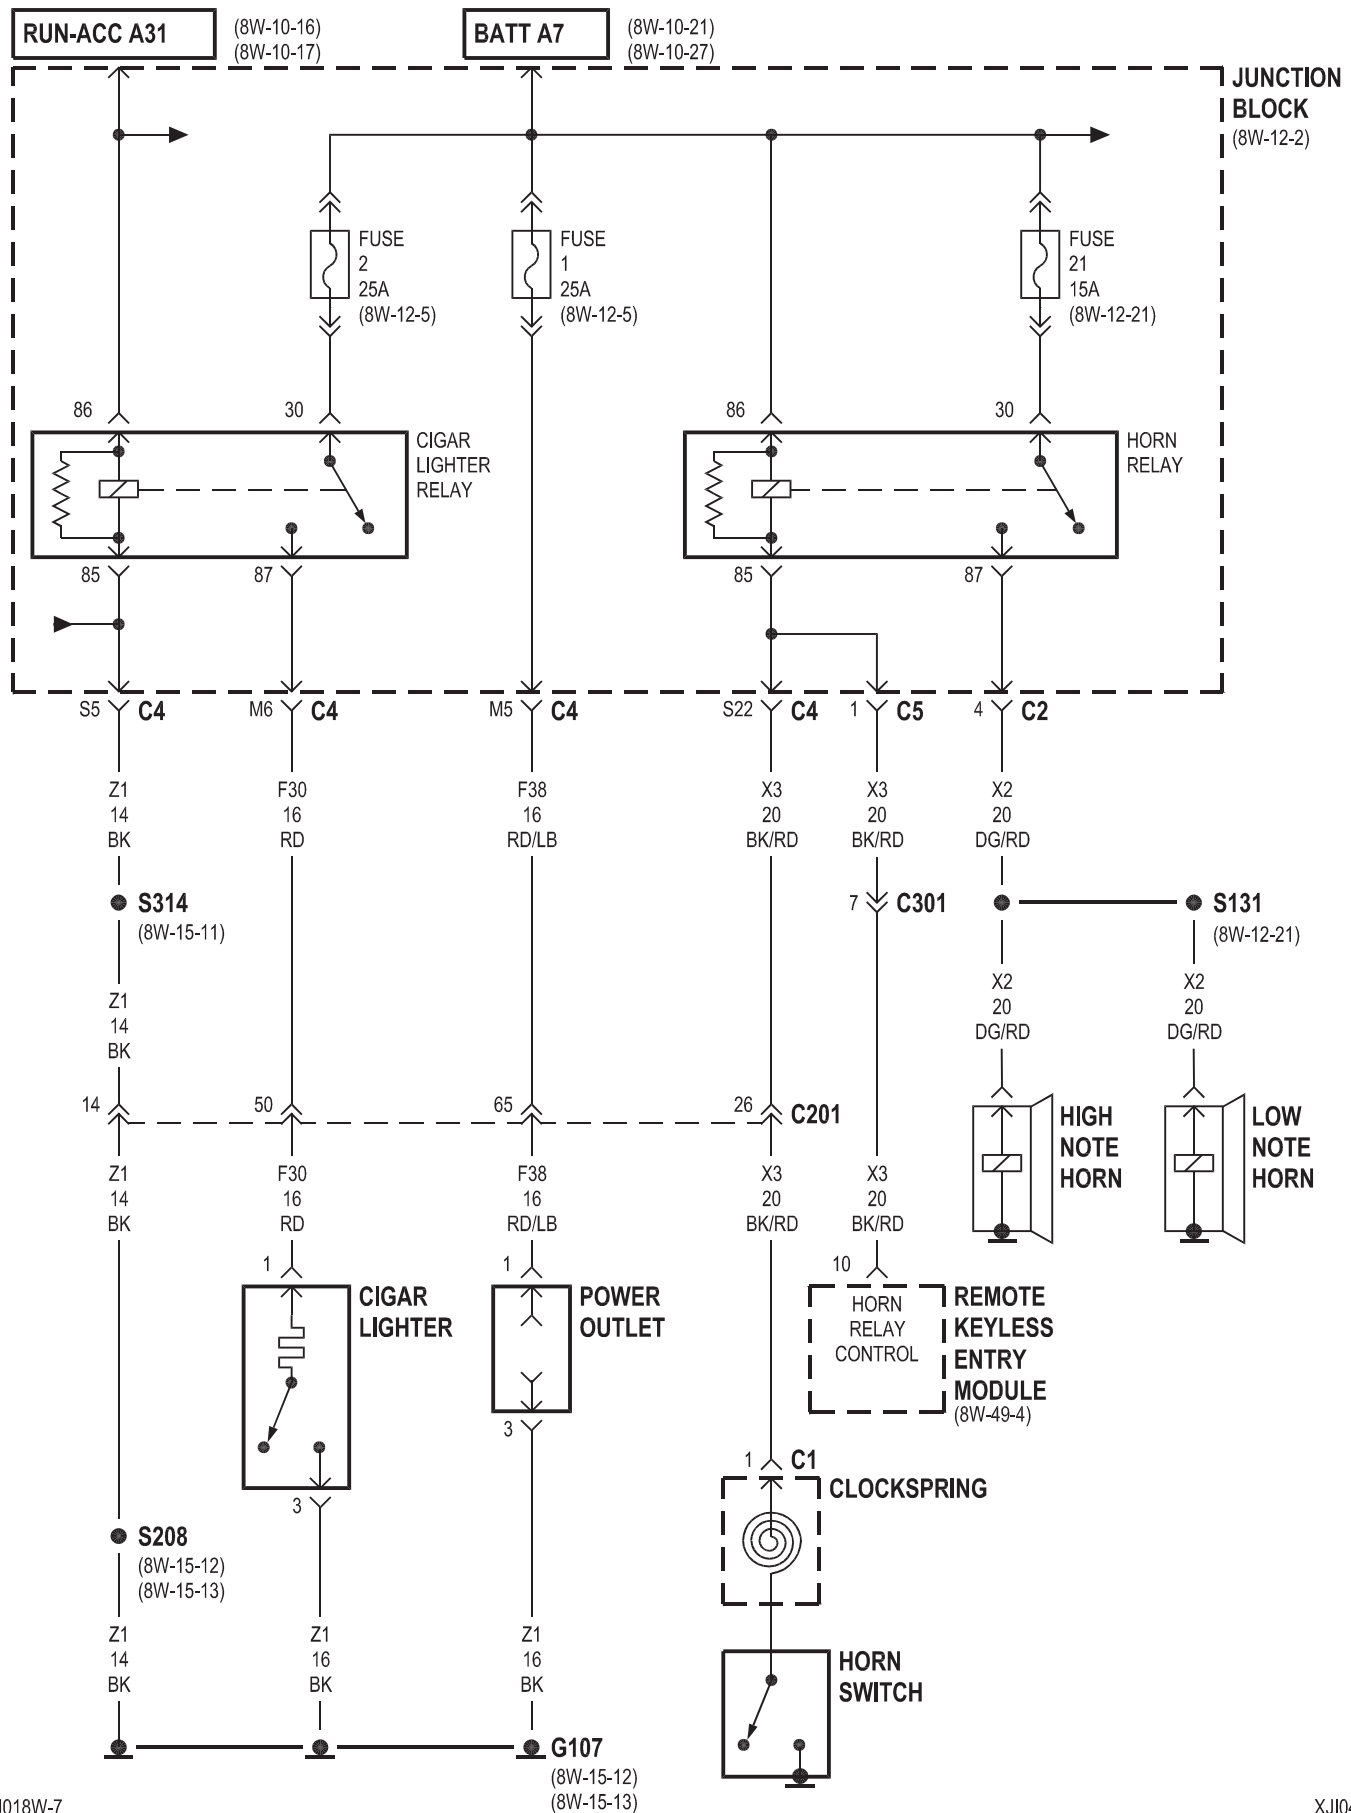 RUN-ACC A31
(8W-10-16)
(8W-10-17)
BATT A7
(8W-10-21)
(8W-10-27)
JUNCTION
BLOCK
(8W-12-2)
FUSE
2
25A
(8W-12-5)
FUSE
1
25A
(8W-12-5)
FUSE
21
15A
(8W-12-21)
86
30
CIGAR
LIGHTER
RELAY
86
30
HORN
RELAY
85
87
85
87
S5
C4
M6
C4
M5
C4
S22
C4
1
C5
4
C2
Z1
14
BK
F30
16
RD
F38
16
RD/LB
X3
20
BK/RD
X3
20
BK/RD
X2
20
DG/RD
S314
(8W-15-11)
7
C301
S131
(8W-12-21)
Z1
14
BK
X2
20
DG/RD
X2
20
DG/RD
14
50
65
26
C201
HIGH
NOTE
HORN
LOW
NOTE
HORN
Z1
14
BK
F30
16
RD
F38
16
RD/LB
X3
20
BK/RD
X3
20
BK/RD
1
CIGAR
LIGHTER
1
POWER
OUTLET
10
HORN
RELAY
CONTROL
REMOTE
KEYLESS
ENTRY
MODULE
(8W-49-4)
3
3
1
C1
CLOCKSPRING
S208
(8W-15-12)
(8W-15-13)
Z1
14
BK
Z1
16
BK
Z1
16
BK
HORN
SWITCH
G107
(8W-15-12)
(8W-15-13)
018W-7
XJI0